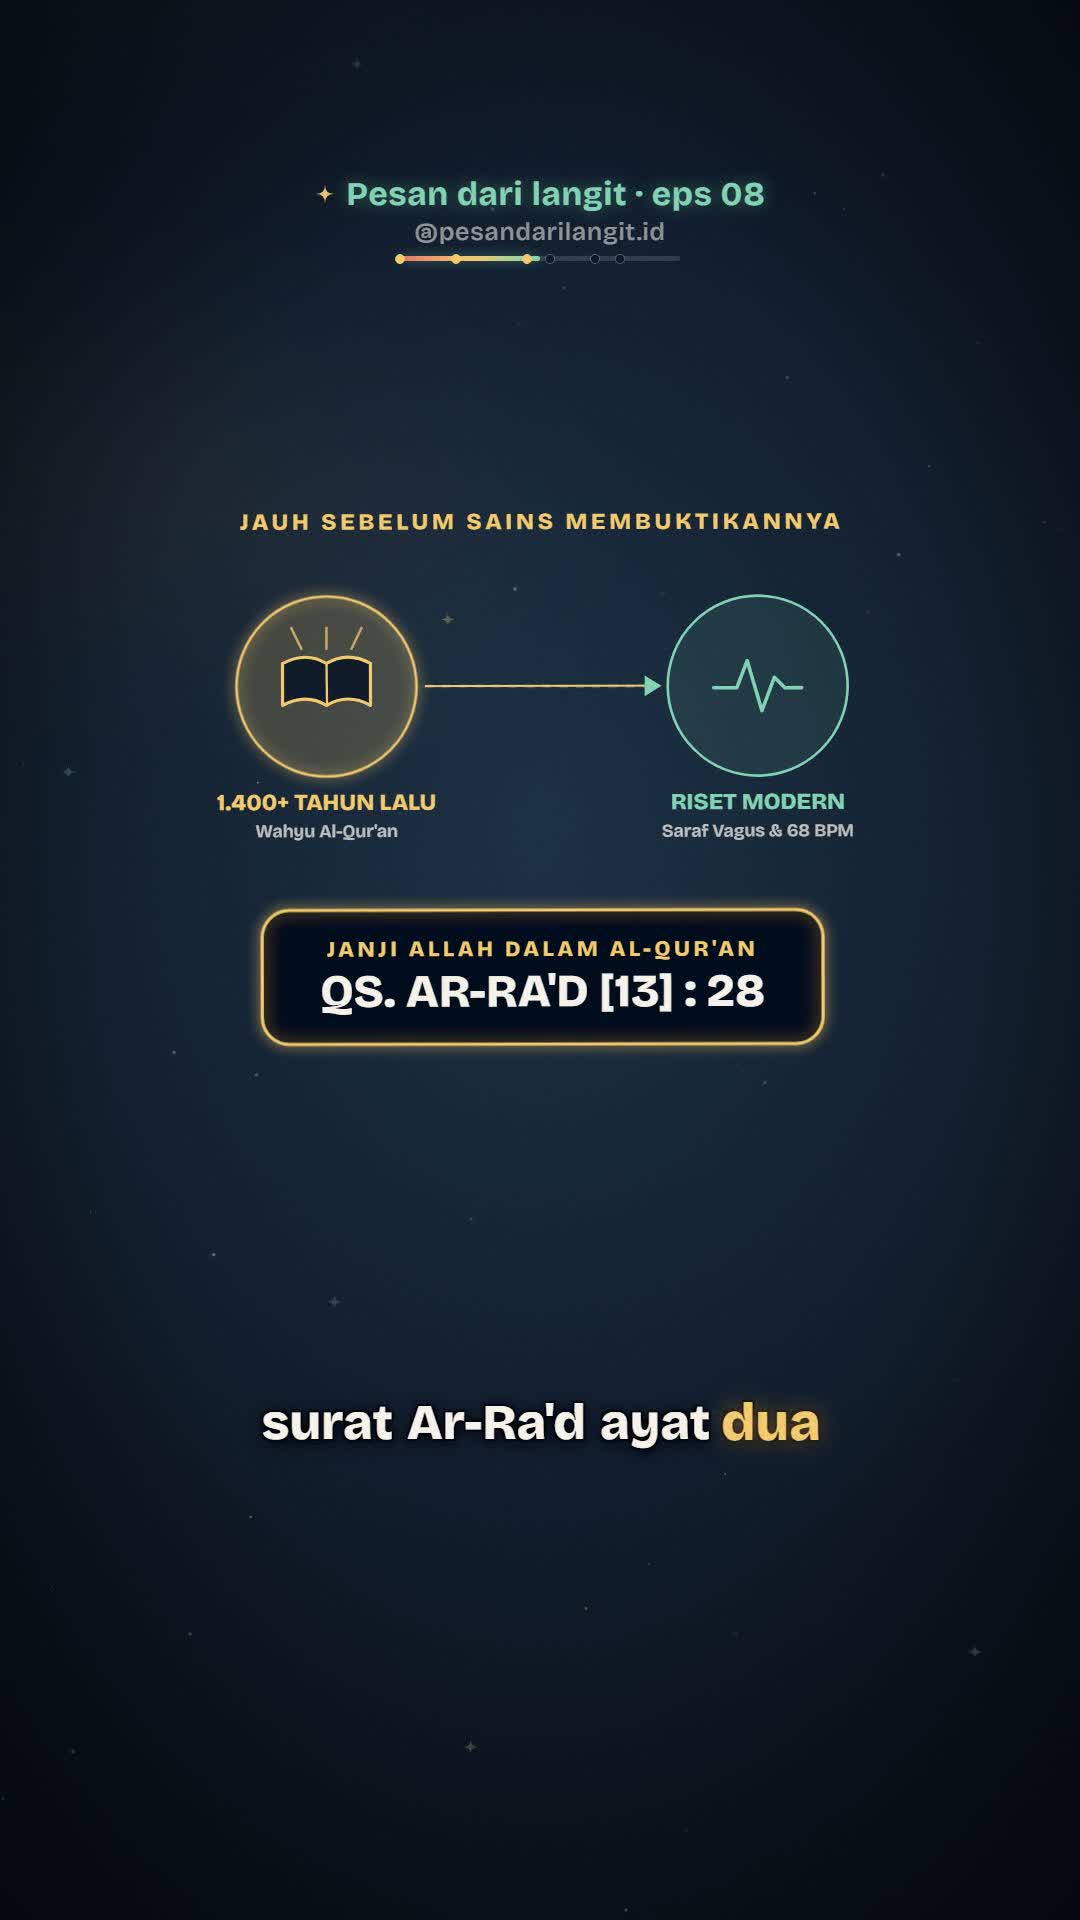 Pesan dari langit · eps 08
@pesandarilangit.id
JAUH SEBELUM SAINS MEMBUKTIKANNYA
1.400+ TAHUN LALU
Wahyu Al-Qur'an
RISET MODERN
Saraf Vagus & 68 BPM
JANJI ALLAH DALAM AL-QUR'AN
QS. AR-RA'D [13] : 28
surat Ar-Ra'd ayat dua